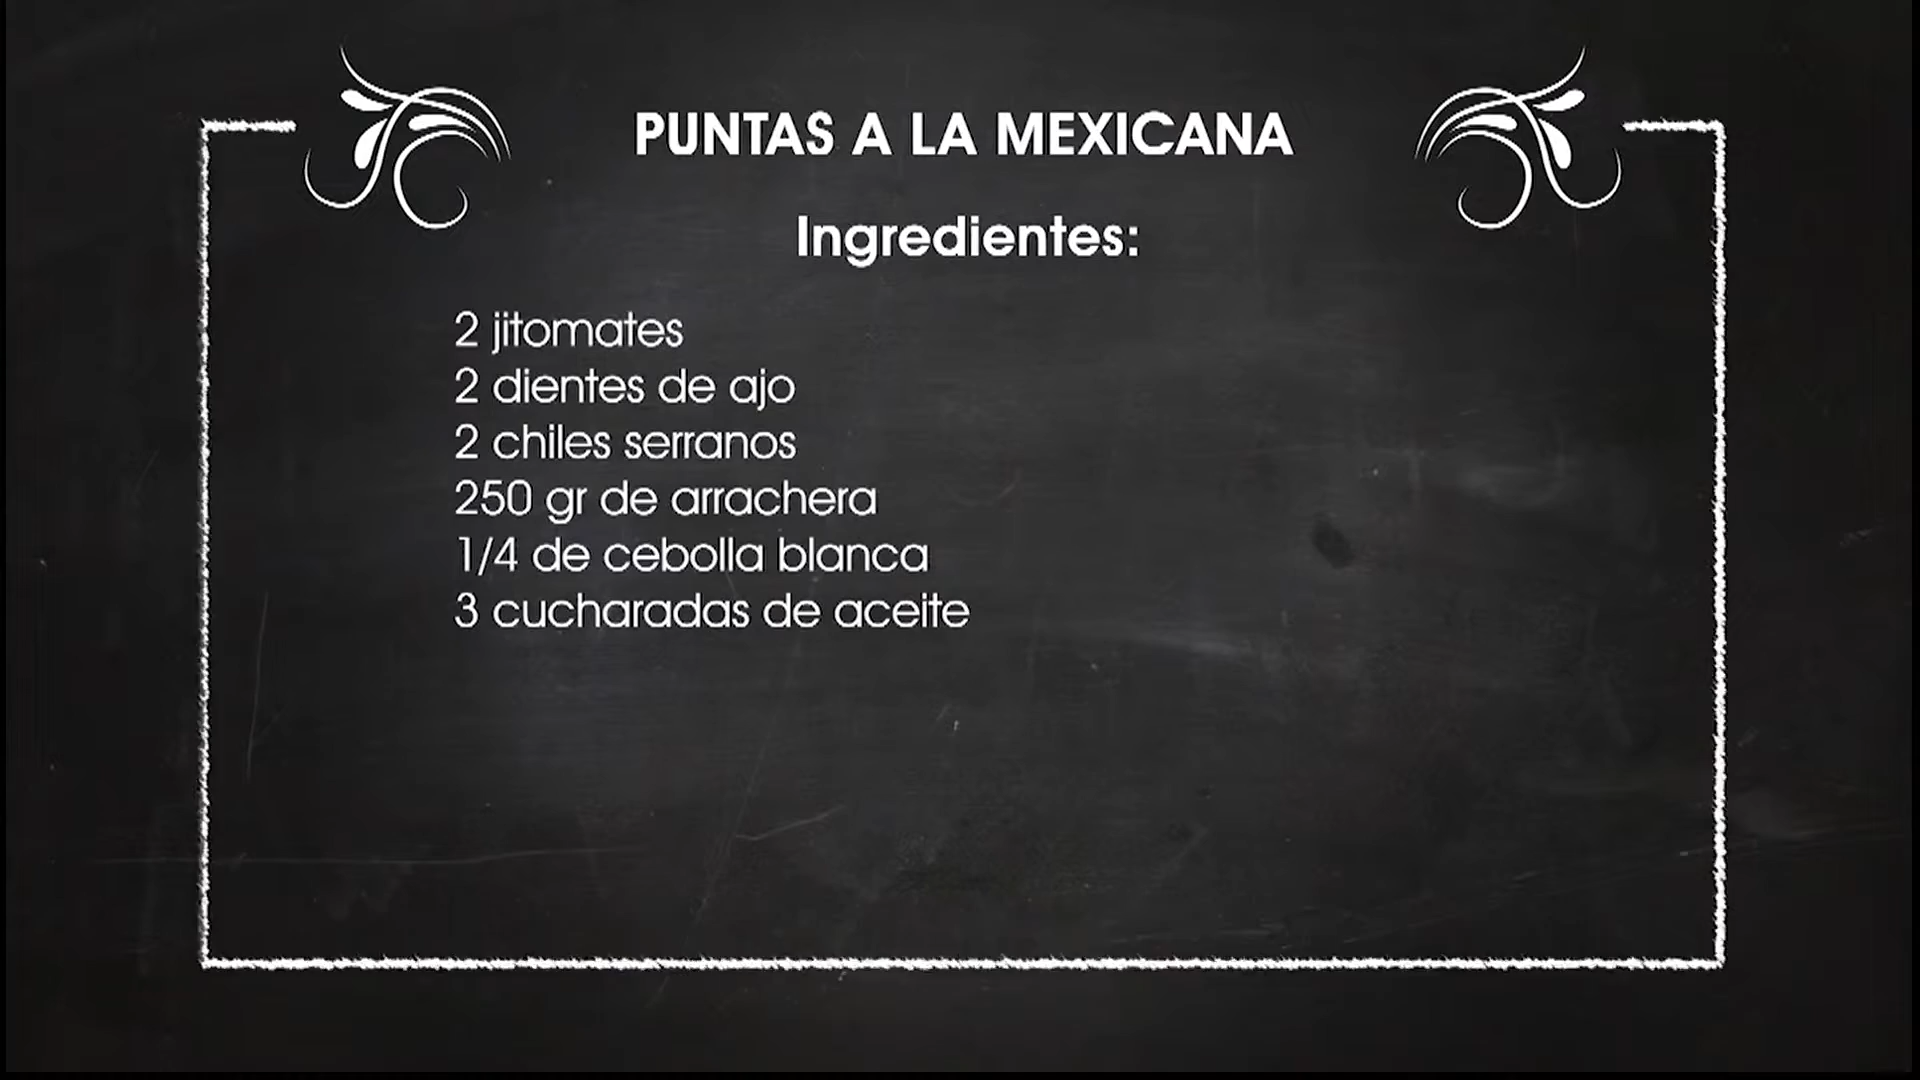 PUNTAS A LA MEXICANA
Ingredientes:
2 jitomates
2 dientes de ajo
2 chiles serranos
250 gr de arrachera
1/4 de cebolla blanca
3 cucharadas de aceite